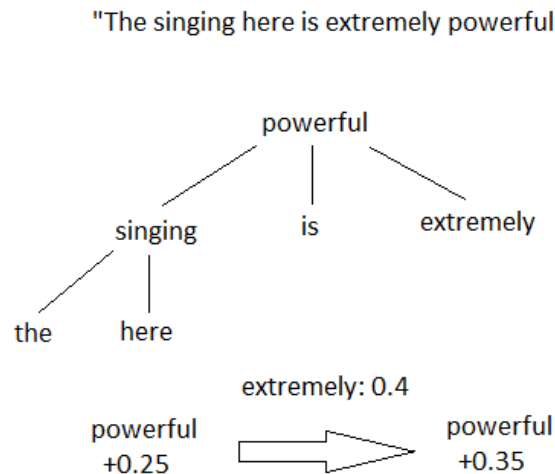 "The singing here is extremely powerful
powerful
singing is extremely
the here
extremely: 0.4
powerful powerful
+0.25 +0.35